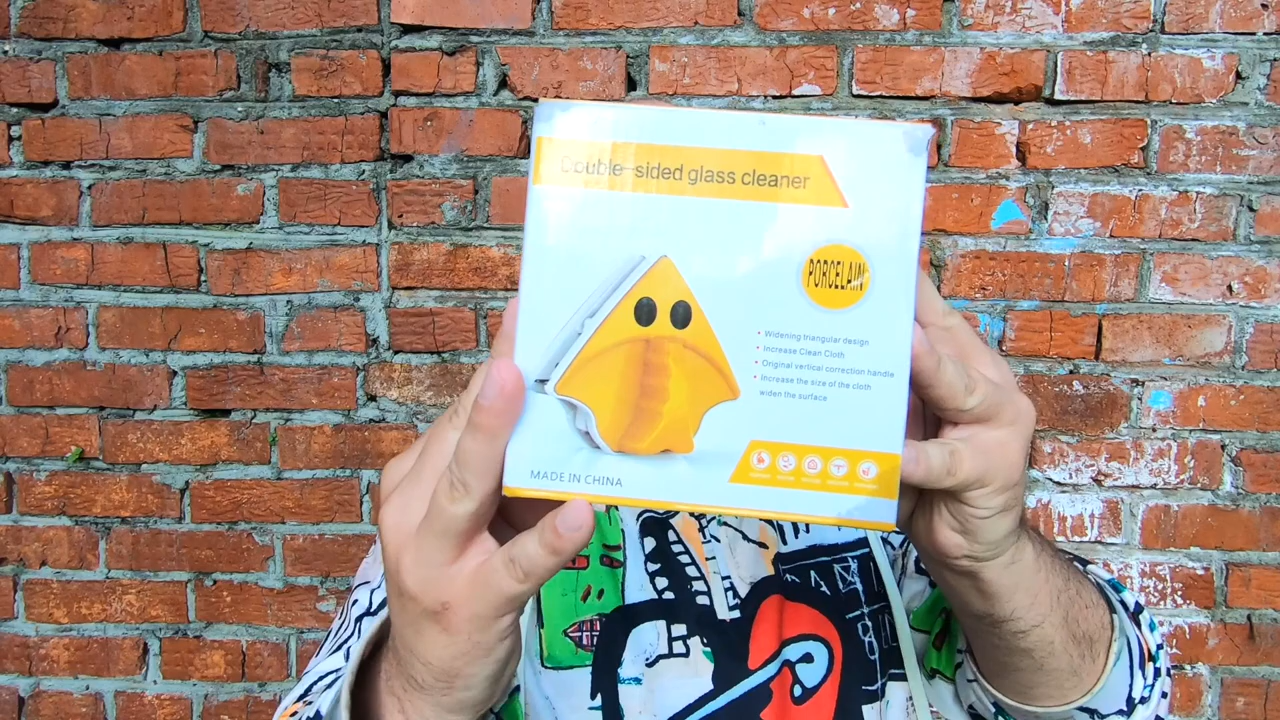 Double-sided glass cleaner
PORCELAIN
• Widening triangular design
• Increase Clean Cloth
• Original vertical correction handle
• Increase the size of the cloth
widen the surface
MADE IN CHINA